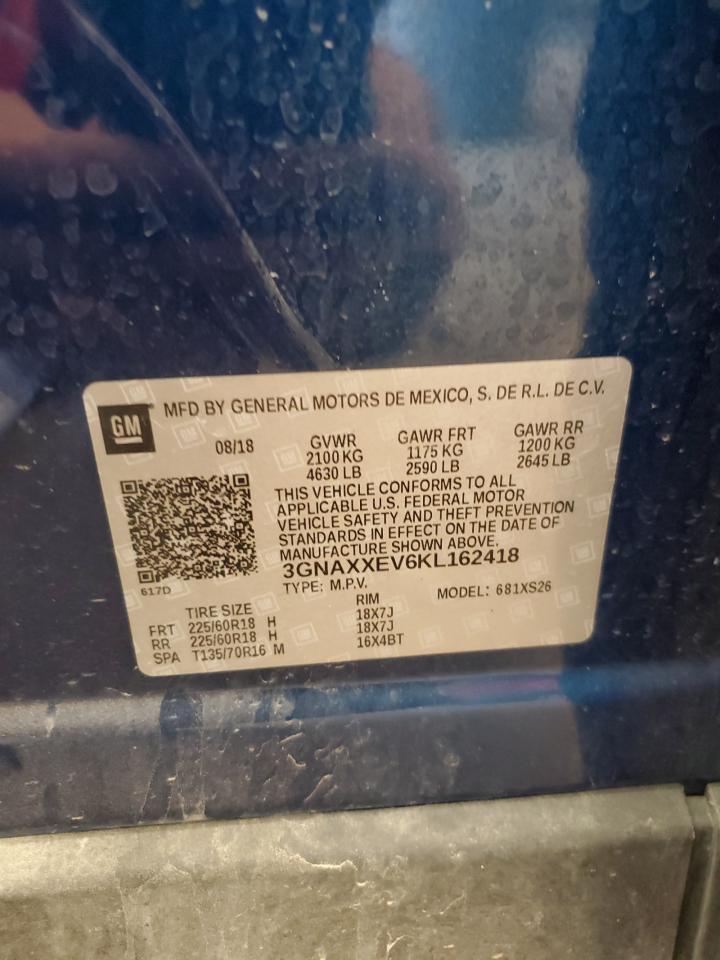 GM
MFD BY GENERAL MOTORS DE MEXICO, S. DE R.L. DE C.V.
08/18 GVWR GAWR FRT GAWR RR
2100 KG 1175 KG 1200 KG
4630 LB 2590 LB 2645 LB
THIS VEHICLE CONFORMS TO ALL
APPLICABLE U.S. FEDERAL MOTOR
VEHICLE SAFETY AND THEFT PREVENTION
STANDARDS IN EFFECT ON THE DATE OF
MANUFACTURE SHOWN ABOVE.
3GNAXXEV6KL162418
617D
TYPE: M.P.V. MODEL: 681XS26
TIRE SIZE RIM
FRT 225/60R18 H 18X7J
RR 225/60R18 H 18X7J
SPA T135/70R16 M 16X4BT